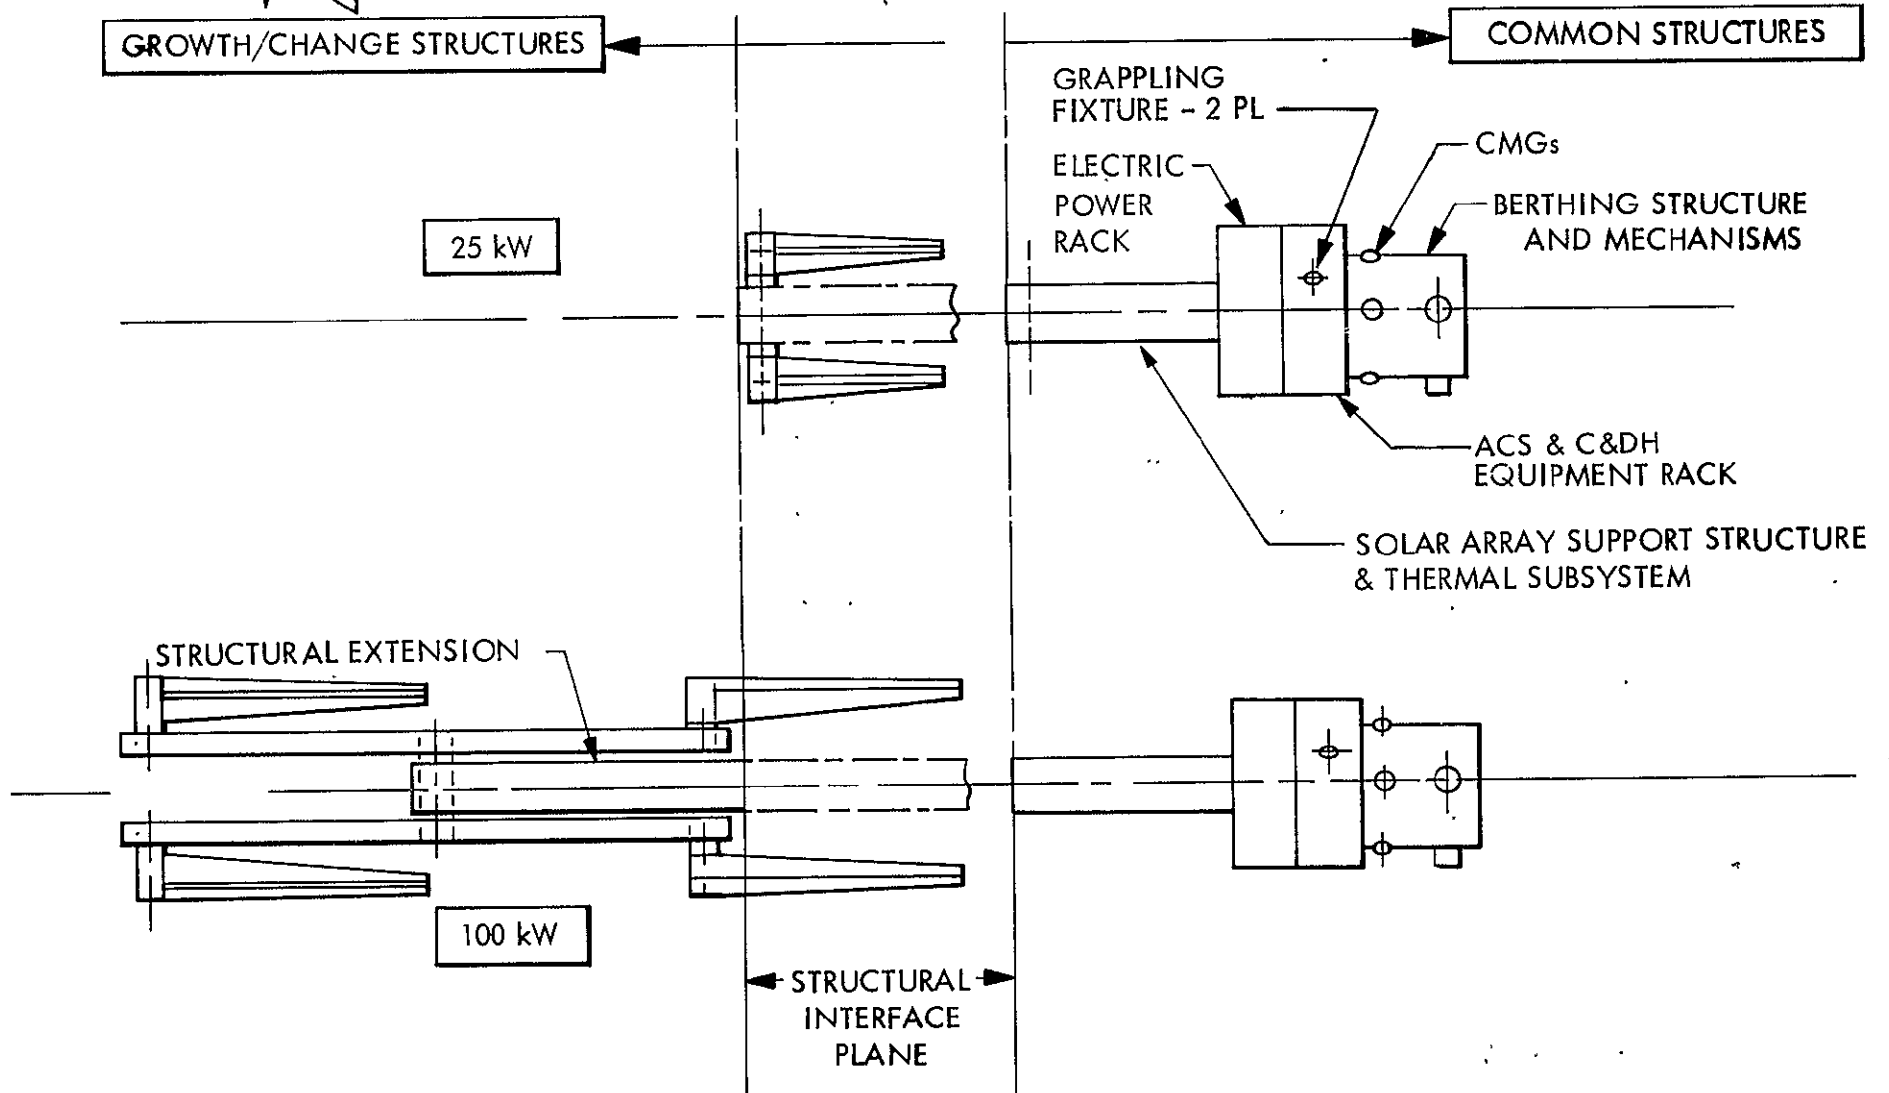 GROWTH/CHANGE STRUCTURES
COMMON STRUCTURES
GRAPPLING
FIXTURE - 2 PL
CMGs
ELECTRIC
POWER
RACK
BERTHING STRUCTURE
AND MECHANISMS
25 kW
ACS & C&DH
EQUIPMENT RACK
SOLAR ARRAY SUPPORT STRUCTURE
& THERMAL SUBSYSTEM
STRUCTURAL EXTENSION
100 kW
STRUCTURAL
INTERFACE
PLANE